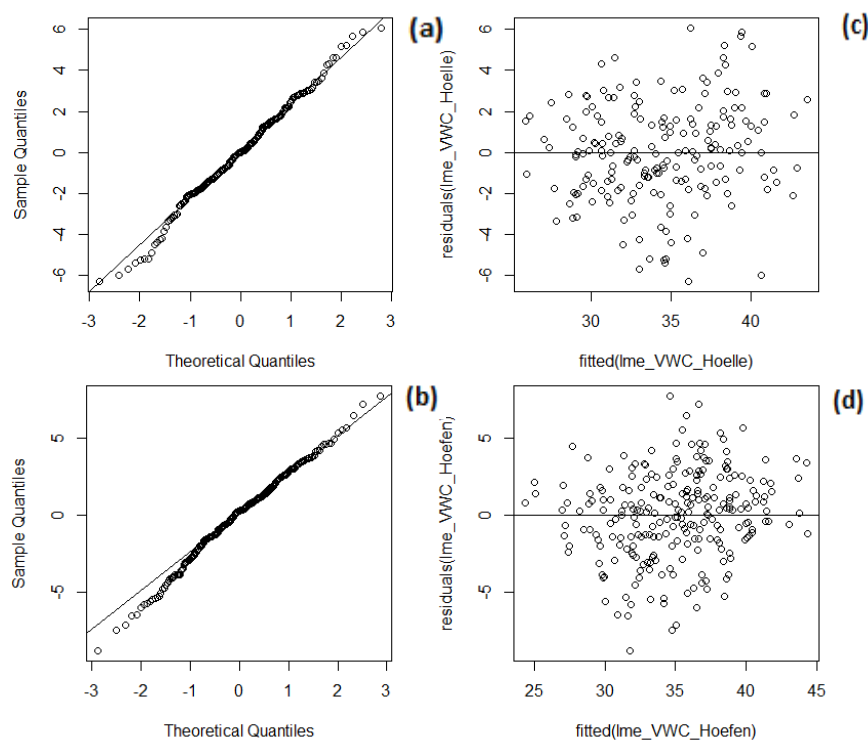 (a)
Sample Quantiles
6
4
2
0
-2
-4
-6
-3 -2 -1 0 1 2 3
Theoretical Quantiles
(c)
residuals(lme_VWC_Hoelle)
6
4
2
0
-2
-4
-6
30 35 40
fitted(lme_VWC_Hoelle)
(b)
Sample Quantiles
5
0
-5
-3 -2 -1 0 1 2 3
Theoretical Quantiles
(d)
residuals(lme_VWC_Hoefen)
5
0
-5
25 30 35 40 45
fitted(lme_VWC_Hoefen)